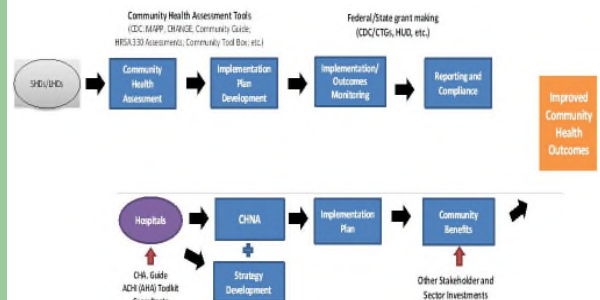 Community Health Assessment Tools
(CDC: MAPP, CHANGE, Community Guide;
HRSA 330 Assessments; Community Tool Box; etc.)
Federal/State grant making
(CDC/CTGs, HUD, etc.)
SHDs/LHDs
Community
Health
Assessment
Implementation
Plan
Development
Implementation/
Outcomes
Monitoring
Reporting and
Compliance
Improved
Community
Health
Outcomes
Hospitals
CHNA
Implementation
Plan
Community
Benefits
Strategy
Development
CHA. Guide
ACHI (AHA) Toolkit
Other Stakeholder and
Sector Investments